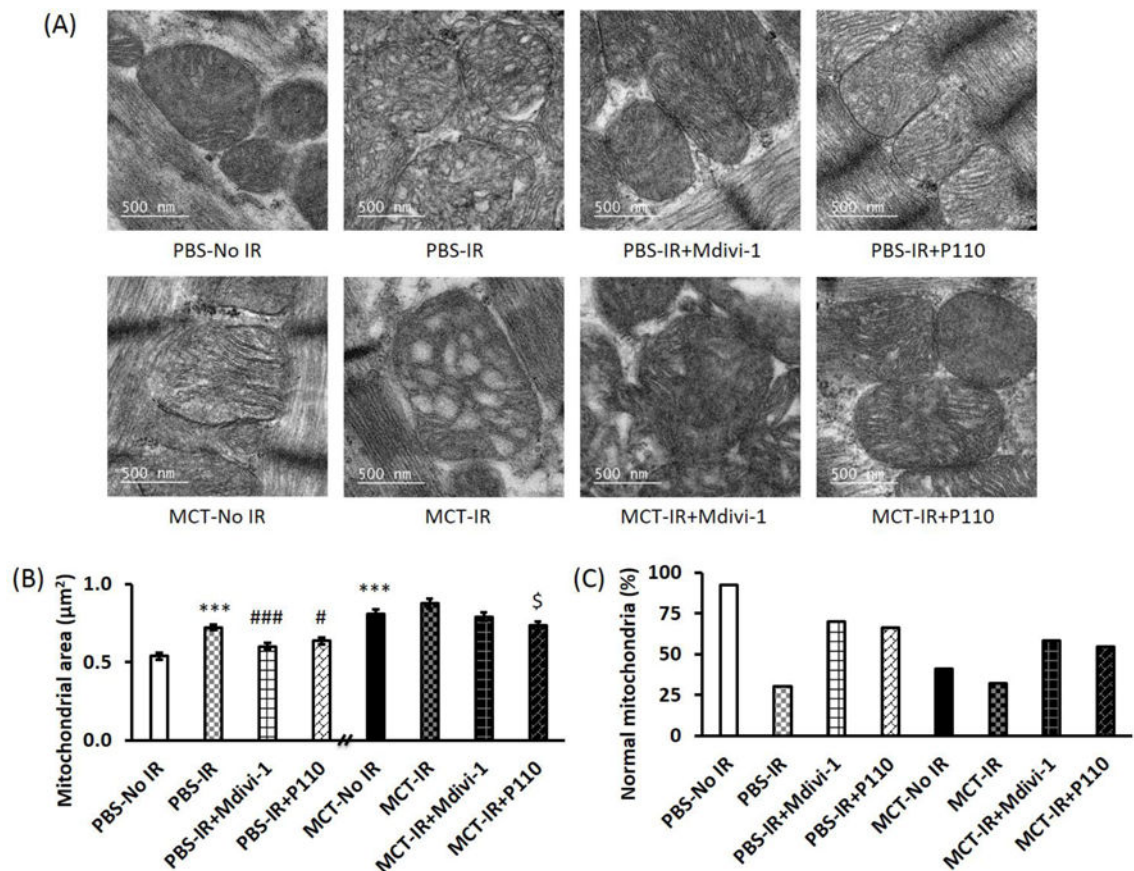 (A)
500 nm
500 nm
500 nm
500 nm
PBS-No IR
PBS-IR
PBS-IR+Mdivi-1
PBS-IR+P110
500 nm
500 nm
500 nm
500 nm
MCT-No IR
MCT-IR
MCT-IR+Mdivi-1
MCT-IR+P110
(B)
Mitochondrial area (µm²)
1.0
0.5
0.0
***
###
#
***
$
//
PBS-No IR
PBS-IR
PBS-IR+Mdivi-1
PBS-IR+P110
MCT-No IR
MCT-IR
MCT-IR+Mdivi-1
MCT-IR+P110
(C)
Normal mitochondria (%)
100
75
50
25
0
PBS-No IR
PBS-IR
PBS-IR+Mdivi-1
PBS-IR+P110
MCT-No IR
MCT-IR
MCT-IR+Mdivi-1
MCT-IR+P110